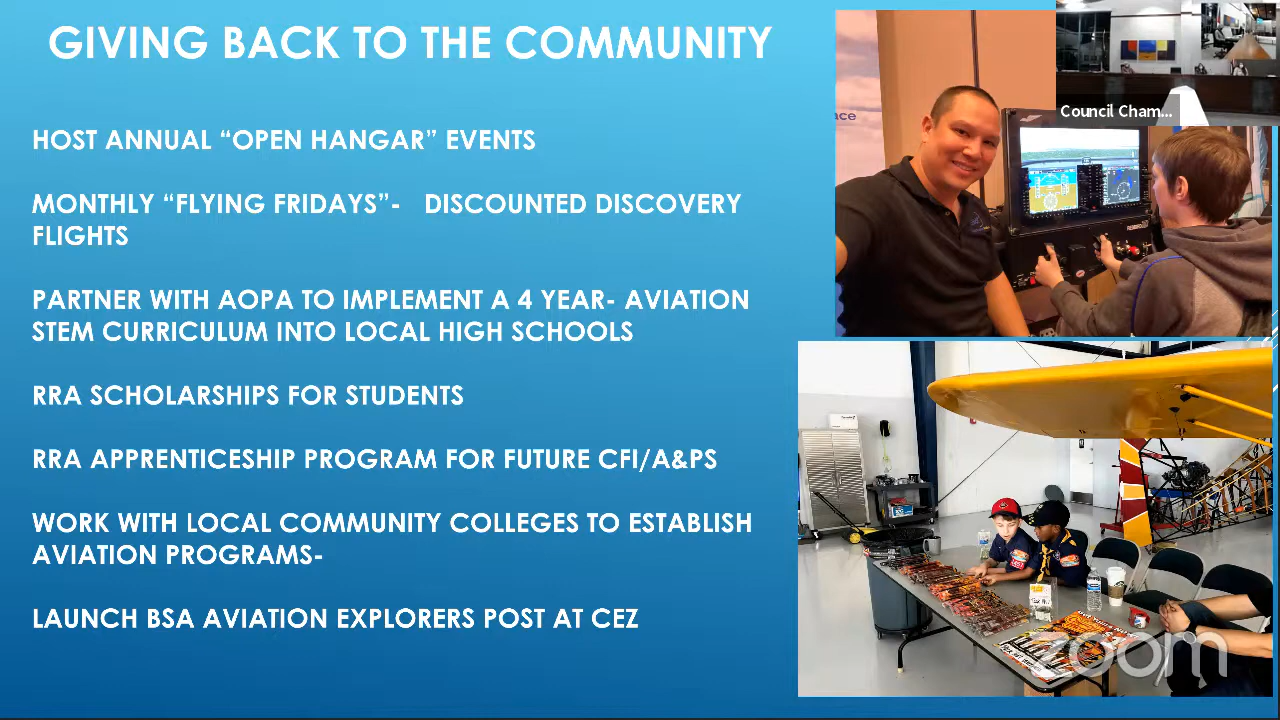 GIVING BACK TO THE COMMUNITY
HOST ANNUAL “OPEN HANGAR” EVENTS
MONTHLY “FLYING FRIDAYS”- DISCOUNTED DISCOVERY
FLIGHTS
PARTNER WITH AOPA TO IMPLEMENT A 4 YEAR- AVIATION
STEM CURRICULUM INTO LOCAL HIGH SCHOOLS
RRA SCHOLARSHIPS FOR STUDENTS
RRA APPRENTICESHIP PROGRAM FOR FUTURE CFI/A&PS
WORK WITH LOCAL COMMUNITY COLLEGES TO ESTABLISH
AVIATION PROGRAMS-
LAUNCH BSA AVIATION EXPLORERS POST AT CEZ
Council Cham...
ace
zoom